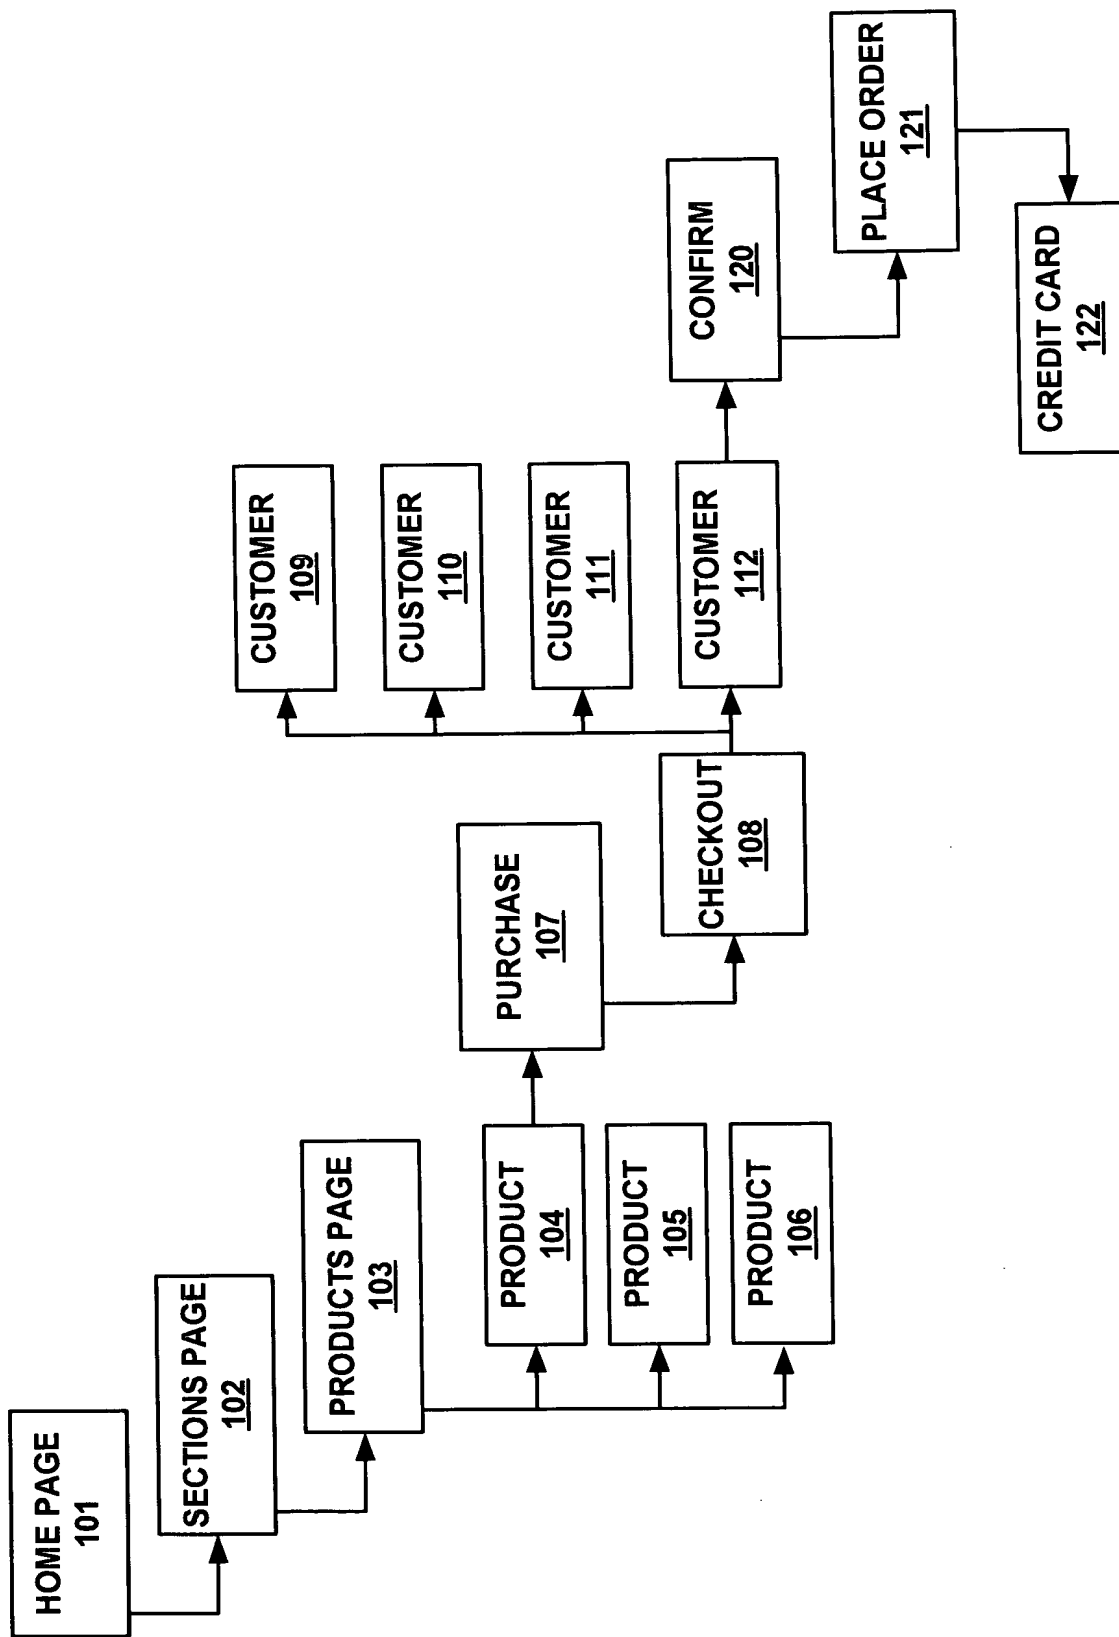 HOME PAGE
101
SECTIONS PAGE
102
PRODUCTS PAGE
103
PRODUCT
104
PRODUCT
105
PRODUCT
106
PURCHASE
107
CHECKOUT
108
CUSTOMER
109
CUSTOMER
110
CUSTOMER
111
CUSTOMER
112
CONFIRM
120
PLACE ORDER
121
CREDIT CARD
122